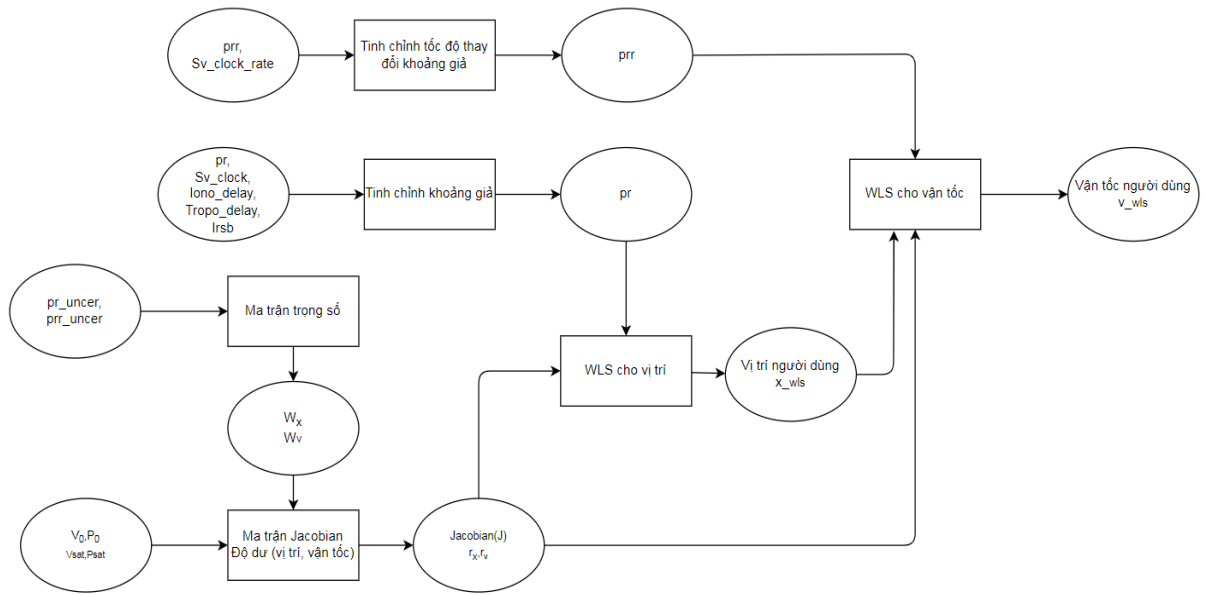 prr,
Sv_clock_rate
Tinh chỉnh tốc độ thay
đổi khoảng giả
prr
pr,
Sv_clock,
Iono_delay,
Tropo_delay,
Irsb
Tinh chỉnh khoảng giả
pr
WLS cho vận tốc
Vận tốc người dùng
v_wls
pr_uncer,
prr_uncer
Ma trận trọng số
WLS cho vị trí
Vị trí người dùng
x_wls
Wx
Wv
V0,P0
Vsat,Psat
Ma trận Jacobian
Độ dư (vị trí, vận tốc)
Jacobian(J)
rx,rv